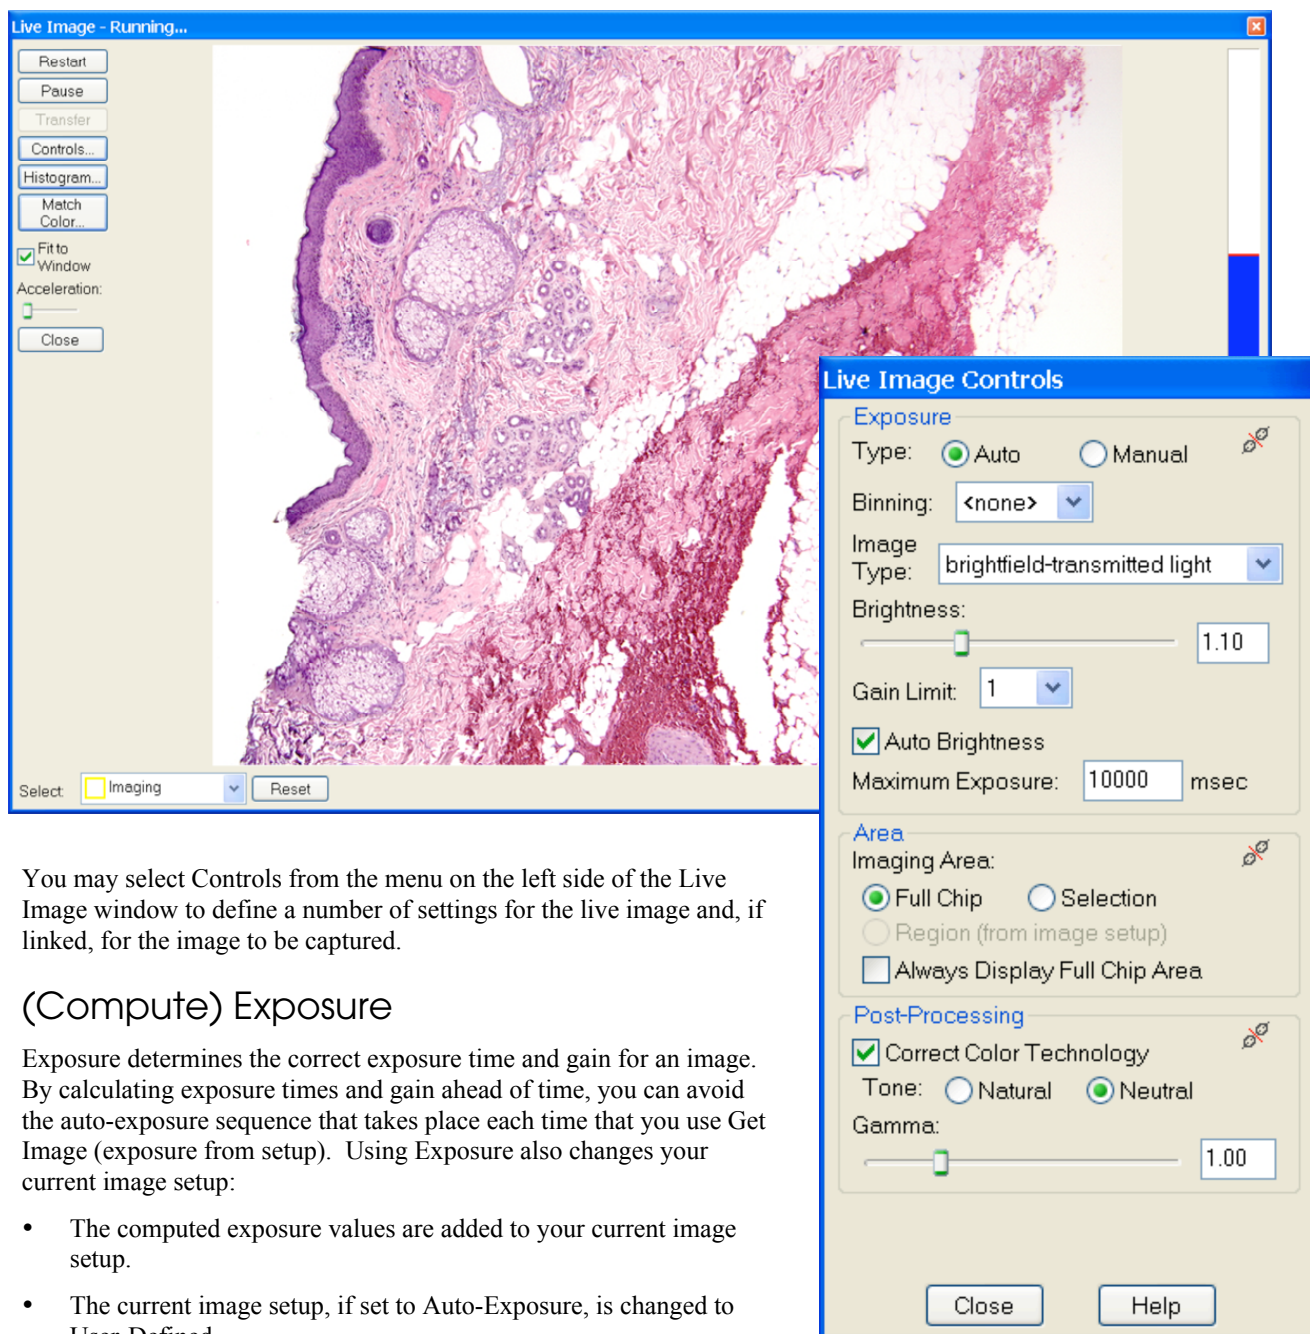 Live Image - Running...
Restart
Pause
Transfer
Controls...
Histogram...
Match
Color...
Fit to
Window
Acceleration:
Close
Select: Imaging Reset
Live Image Controls
Exposure
Type: Auto Manual
Binning: <none>
Image
Type: brightfield-transmitted light
Brightness:
1.10
Gain Limit: 1
Auto Brightness
Maximum Exposure: 10000 msec
Area
Imaging Area:
Full Chip Selection
Region (from image setup)
Always Display Full Chip Area
Post-Processing
Correct Color Technology
Tone: Natural Neutral
Gamma:
1.00
Close Help
You may select Controls from the menu on the left side of the Live
Image window to define a number of settings for the live image and, if
linked, for the image to be captured.
(Compute) Exposure
Exposure determines the correct exposure time and gain for an image.
By calculating exposure times and gain ahead of time, you can avoid
the auto-exposure sequence that takes place each time that you use Get
Image (exposure from setup). Using Exposure also changes your
current image setup:
• The computed exposure values are added to your current image
setup.
• The current image setup, if set to Auto-Exposure, is changed to
User Defined